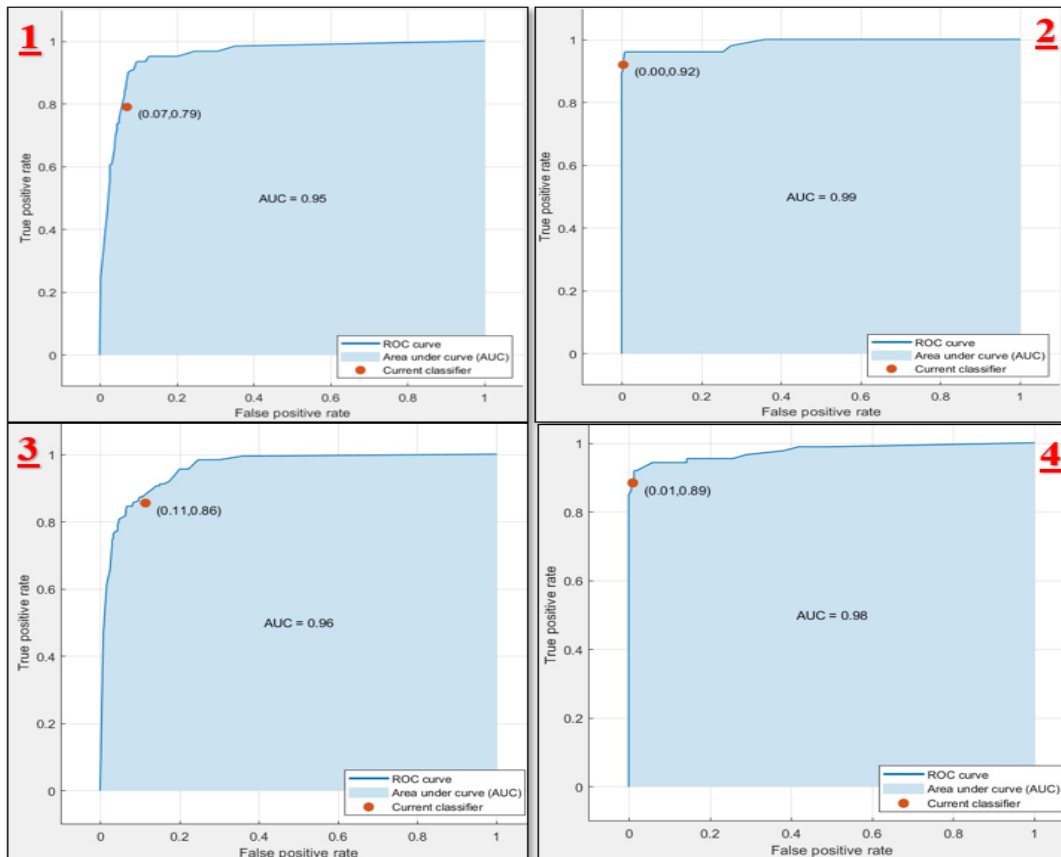 1
1
0.8
0.6
0.4
0.2
0
True positive rate
(0.07,0.79)
AUC = 0.95
ROC curve
Area under curve (AUC)
Current classifier
0 0.2 0.4 0.6 0.8 1
False positive rate
2
1
0.8
0.6
0.4
0.2
0
True positive rate
(0.00,0.92)
AUC = 0.99
ROC curve
Area under curve (AUC)
Current classifier
0 0.2 0.4 0.6 0.8 1
False positive rate
3
1
0.8
0.6
0.4
0.2
0
True positive rate
(0.11,0.86)
AUC = 0.96
ROC curve
Area under curve (AUC)
Current classifier
0 0.2 0.4 0.6 0.8 1
False positive rate
4
1
0.8
0.6
0.4
0.2
0
True positive rate
(0.01,0.89)
AUC = 0.98
ROC curve
Area under curve (AUC)
Current classifier
0 0.2 0.4 0.6 0.8 1
False positive rate